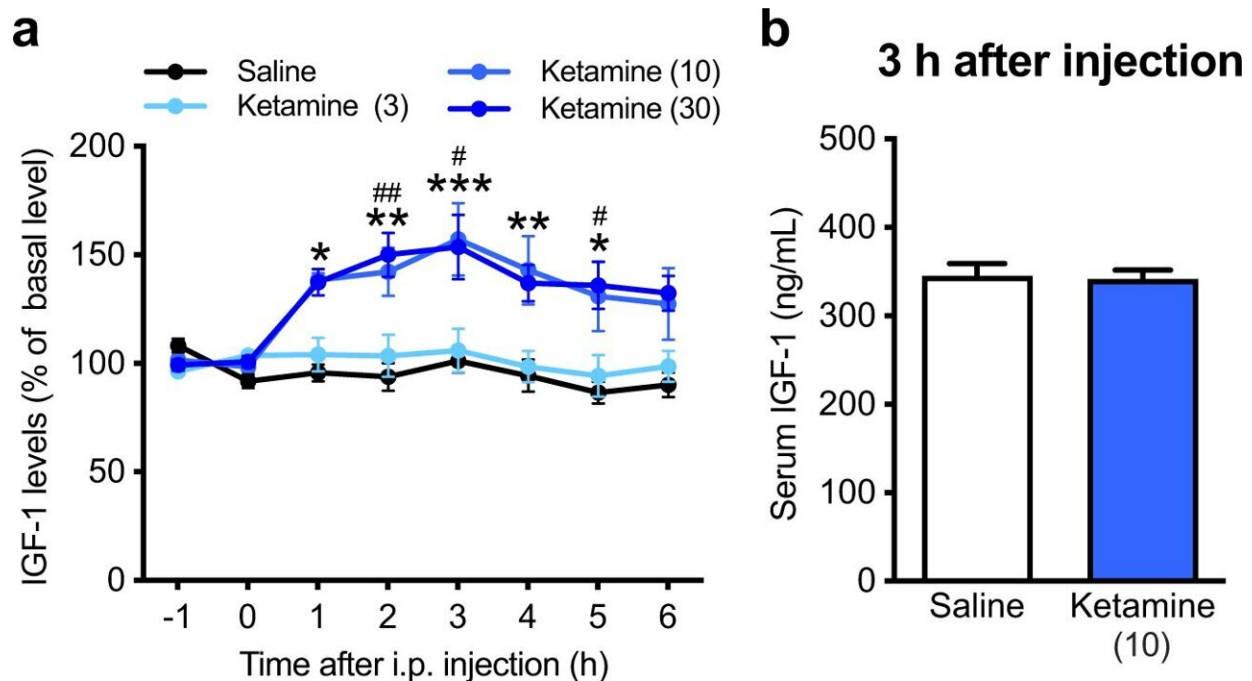 a
Saline
Ketamine (3)
Ketamine (10)
Ketamine (30)
IGF-1 levels (% of basal level)
200
150
100
50
0
#
***
##
**
*
**
#
*
-1 0 1 2 3 4 5 6
Time after i.p. injection (h)
b
3 h after injection
Serum IGF-1 (ng/mL)
500
400
300
200
100
0
Saline
Ketamine
(10)